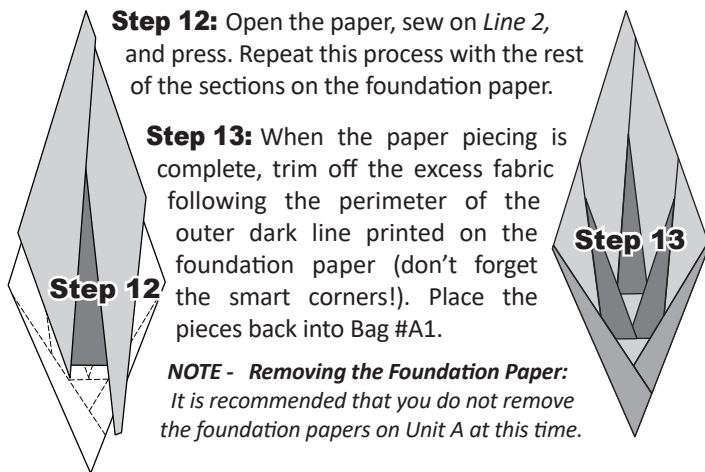 Step 12: Open the paper, sew on Line 2,
and press. Repeat this process with the rest
of the sections on the foundation paper.
Step 13: When the paper piecing is
complete, trim off the excess fabric
following the perimeter of the
outer dark line printed on the
foundation paper (don't forget
the smart corners!). Place the
pieces back into Bag #A1.
NOTE - Removing the Foundation Paper:
It is recommended that you do not remove
the foundation papers on Unit A at this time.
Step 12
Step 13